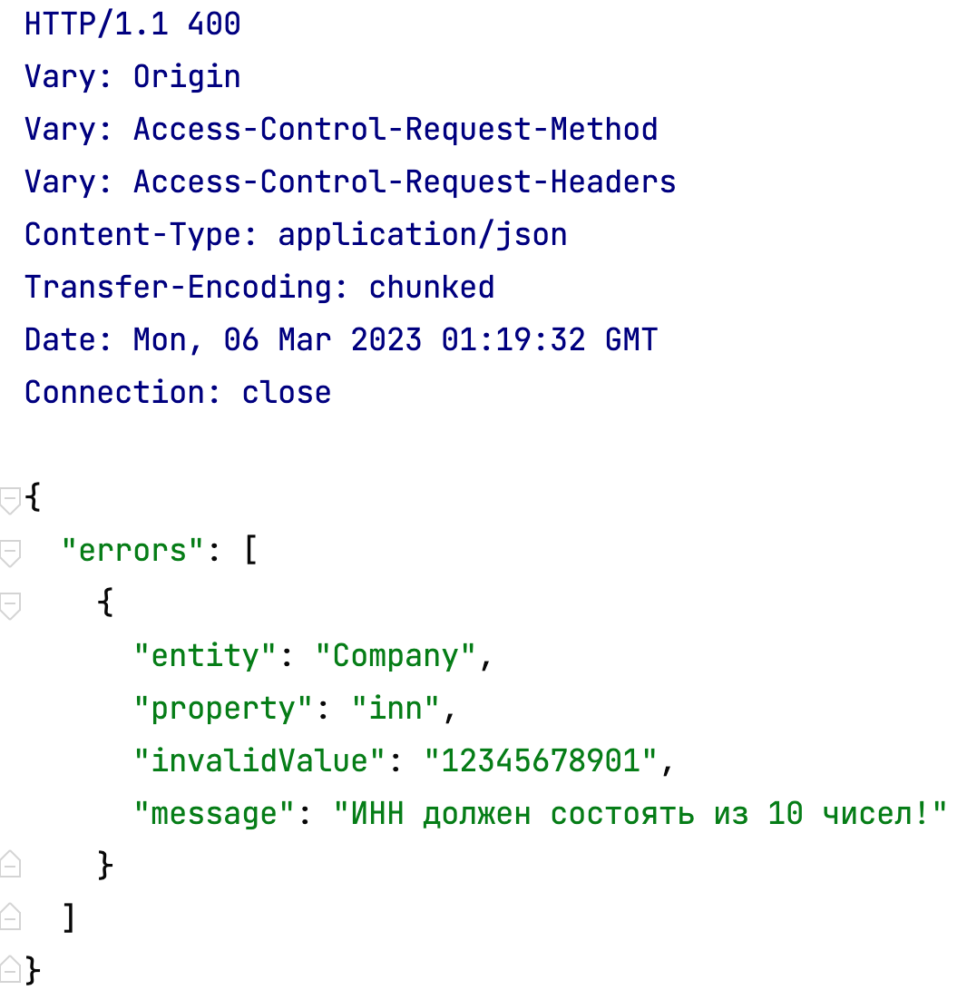 HTTP/1.1 400
Vary: Origin
Vary: Access-Control-Request-Method
Vary: Access-Control-Request-Headers
Content-Type: application/json
Transfer-Encoding: chunked
Date: Mon, 06 Mar 2023 01:19:32 GMT
Connection: close

{
  "errors": [
    {
      "entity": "Company",
      "property": "inn",
      "invalidValue": "12345678901",
      "message": "ИНН должен состоять из 10 чисел!"
    }
  ]
}